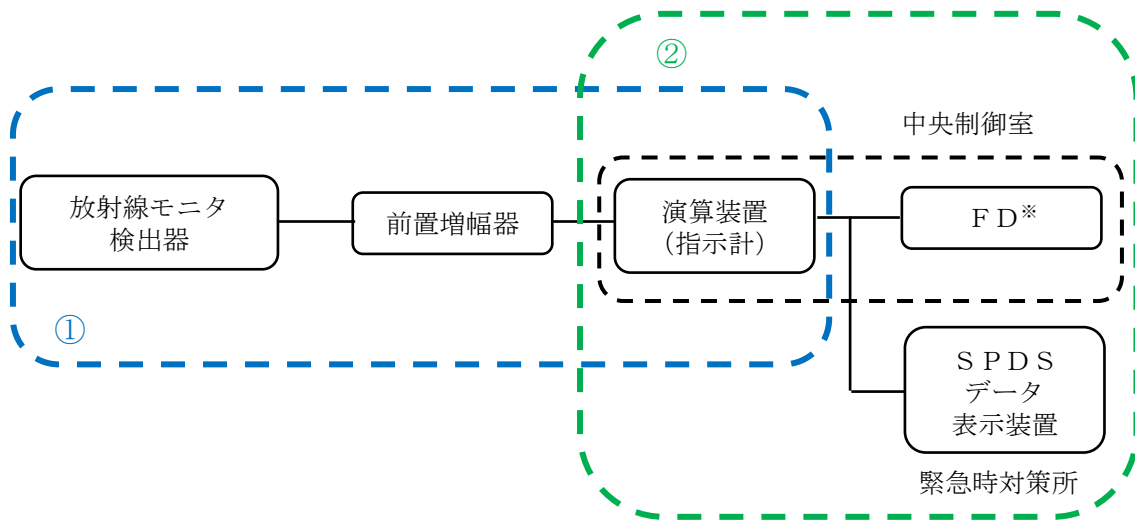 ②
中央制御室
放射線モニタ
検出器
前置増幅器
演算装置
（指示計）
ＦＤ※
①
ＳＰＤＳ
データ
表示装置
緊急時対策所